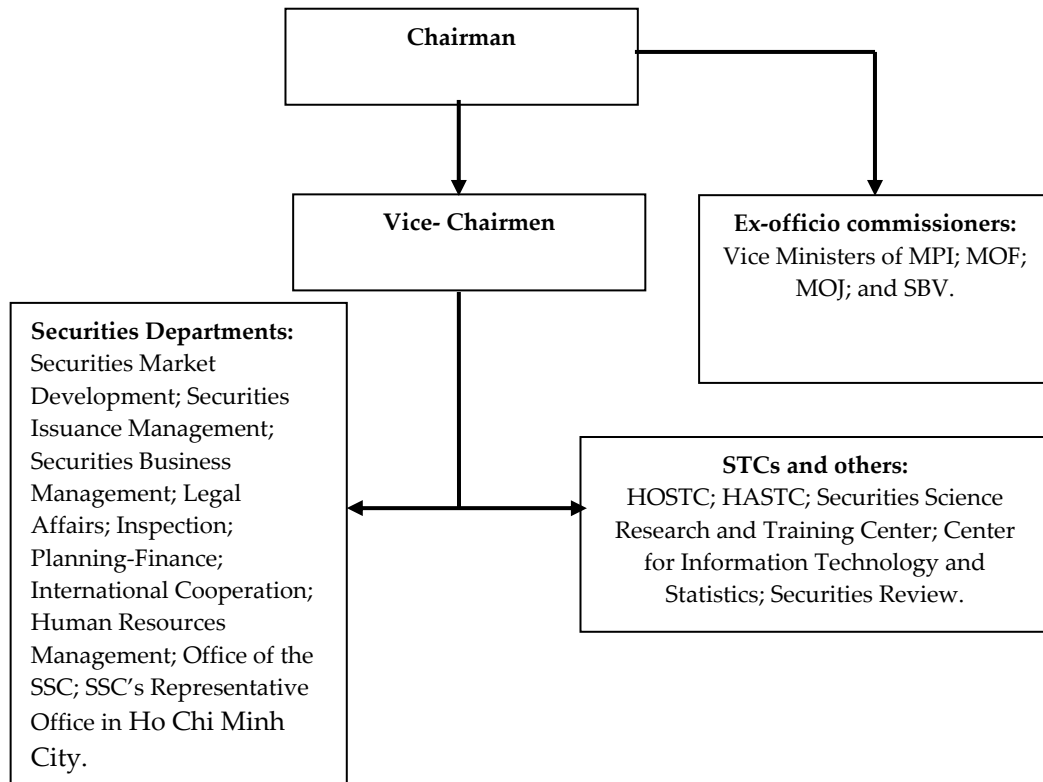 Chairman
Vice- Chairmen
Ex-officio commissioners:
Vice Ministers of MPI; MOF;
MOJ; and SBV.
Securities Departments:
Securities Market
Development; Securities
Issuance Management;
Securities Business
Management; Legal
Affairs; Inspection;
Planning-Finance;
International Cooperation;
Human Resources
Management; Office of the
SSC; SSC’s Representative
Office in Ho Chi Minh
City.
STCs and others:
HOSTC; HASTC; Securities Science
Research and Training Center; Center
for Information Technology and
Statistics; Securities Review.